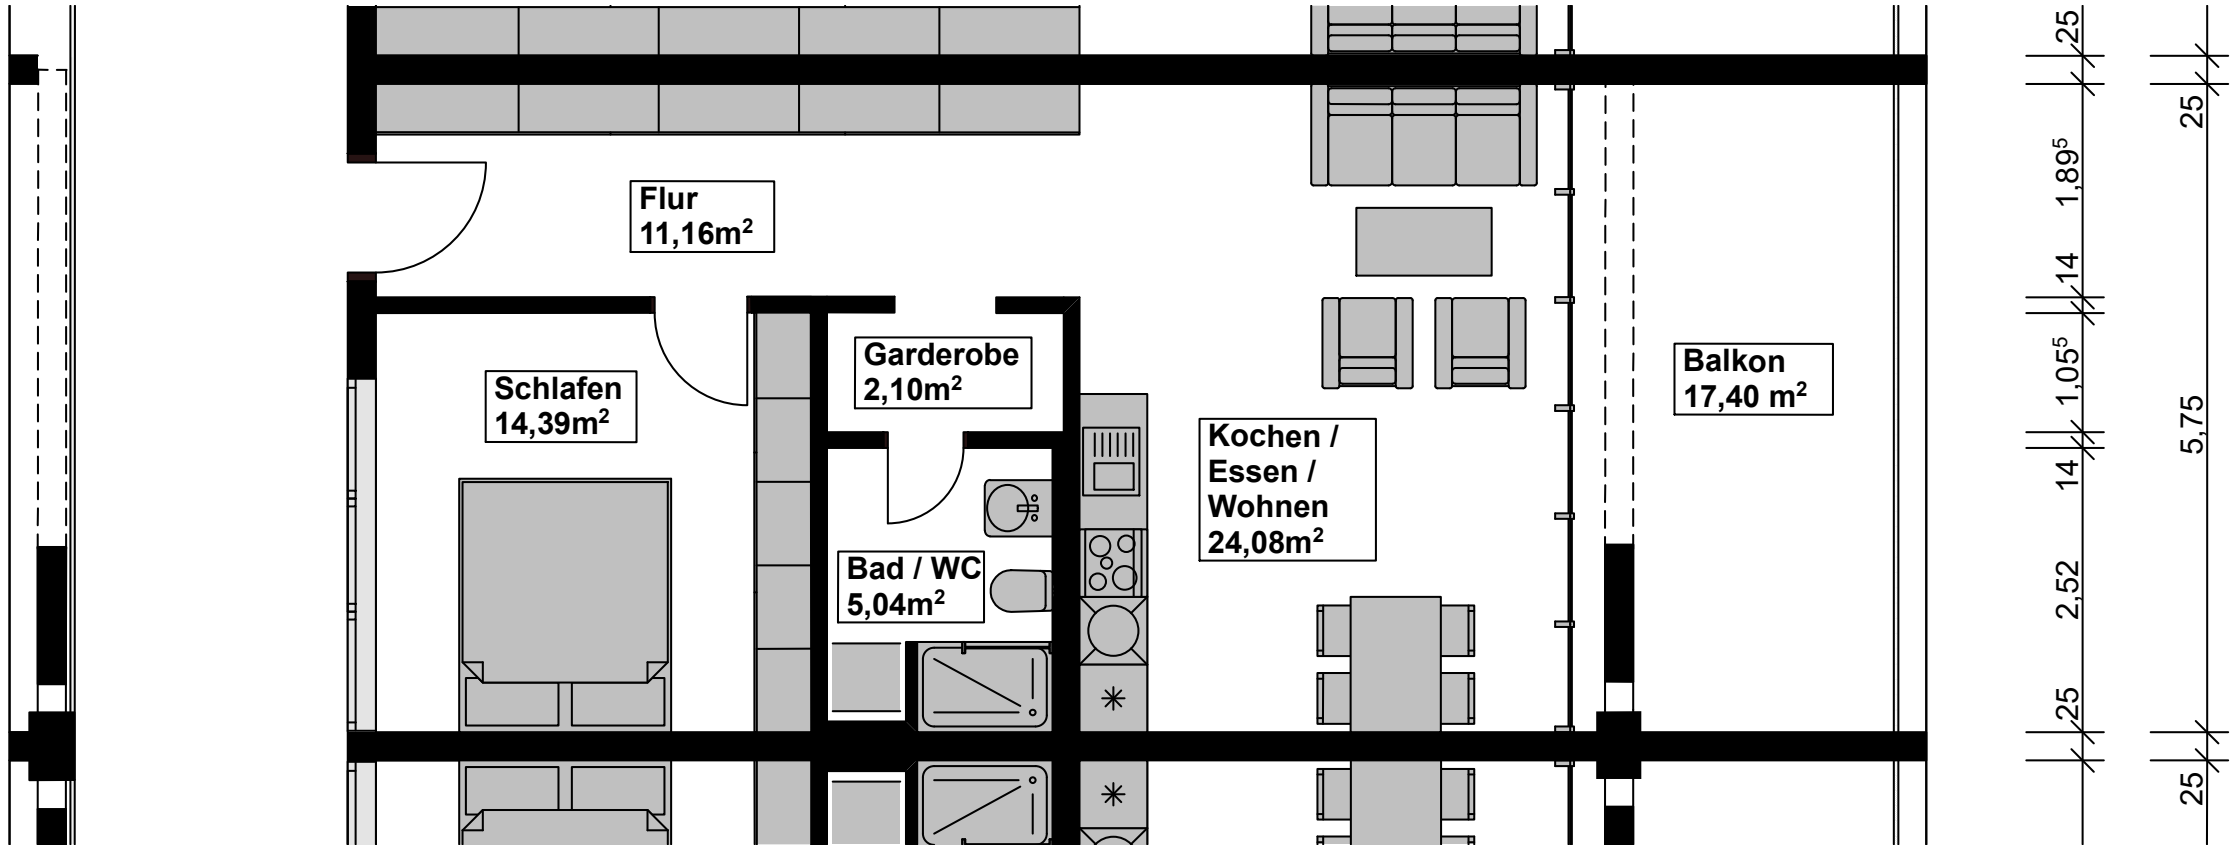 Flur
11,16m²
Schlafen
14,39m²
Garderobe
2,10m²
Bad / WC
5,04m²
Kochen /
Essen /
Wohnen
24,08m²
Balkon
17,40 m²
25
1,89⁵
14
1,05⁵
14
2,52
25
25
5,75
25